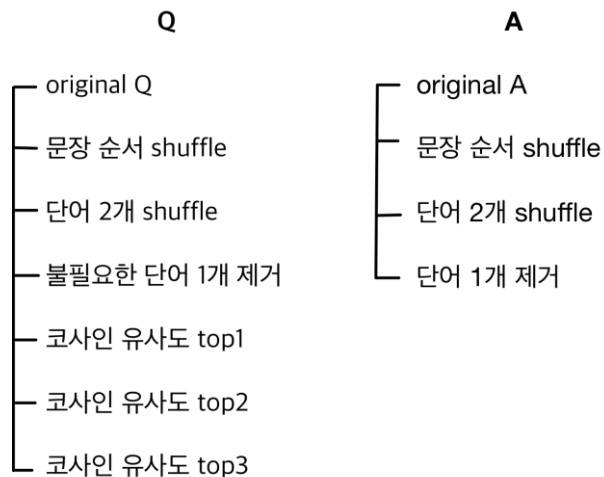 Q
original Q
문장 순서 shuffle
단어 2개 shuffle
불필요한 단어 1개 제거
코사인 유사도 top1
코사인 유사도 top2
코사인 유사도 top3
A
original A
문장 순서 shuffle
단어 2개 shuffle
단어 1개 제거